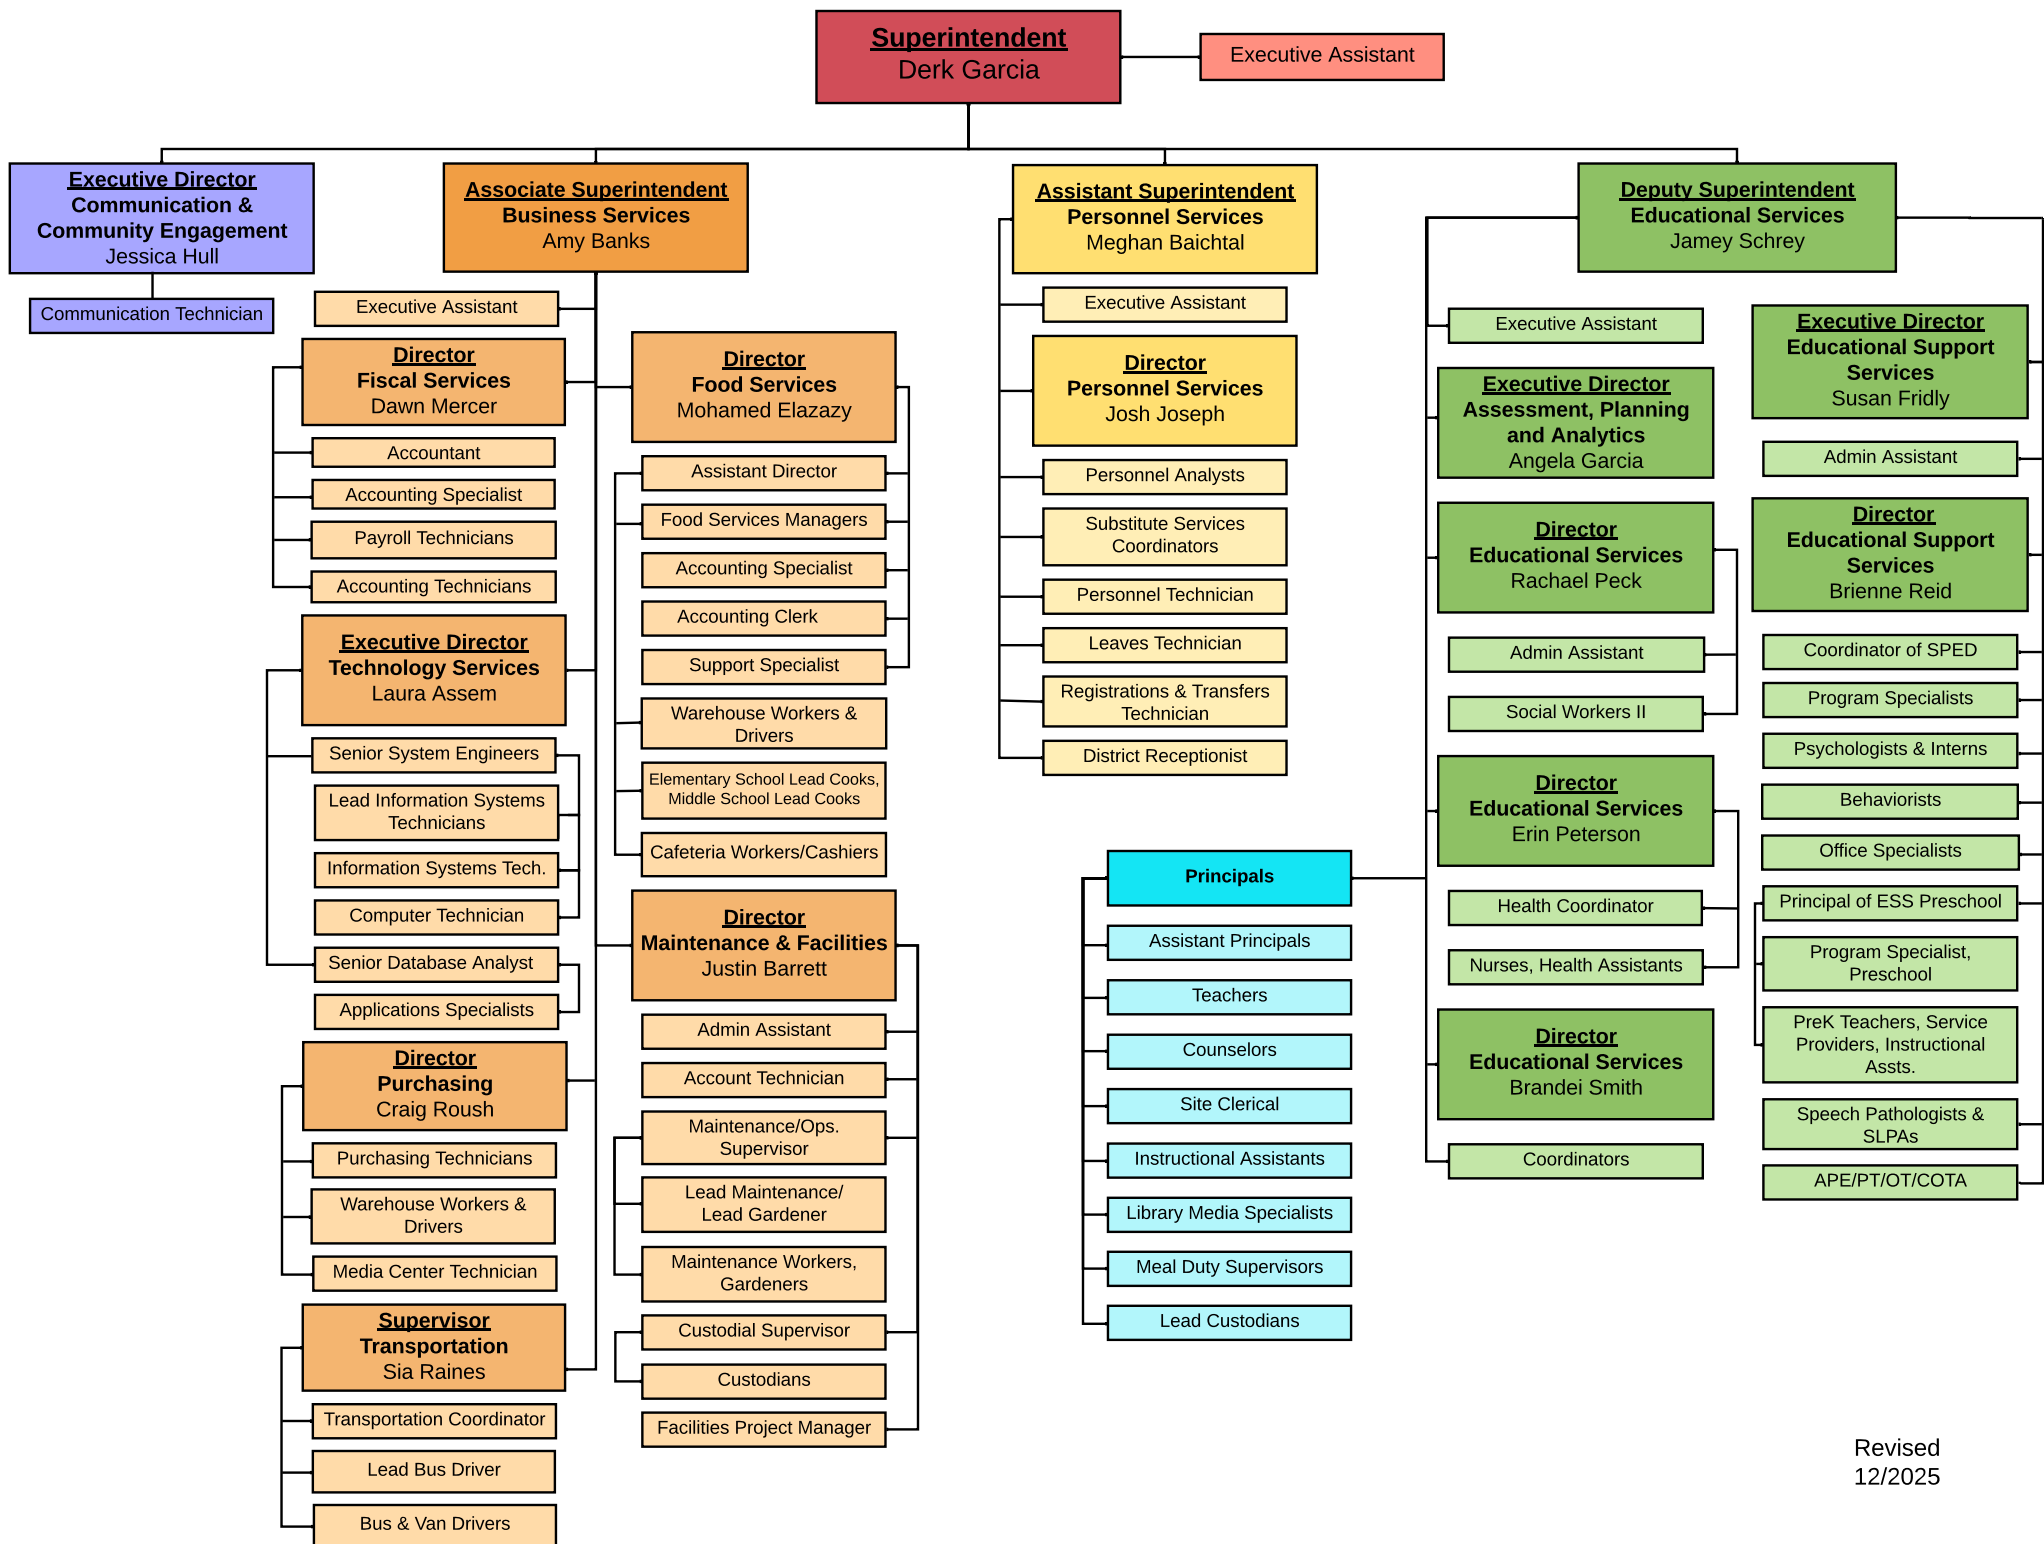 Superintendent
Derk Garcia
Executive Assistant
Executive Director
Communication &
Community Engagement
Jessica Hull
Communication Technician
Associate Superintendent
Business Services
Amy Banks
Executive Assistant
Director
Fiscal Services
Dawn Mercer
Accountant
Accounting Specialist
Payroll Technicians
Accounting Technicians
Executive Director
Technology Services
Laura Assem
Senior System Engineers
Lead Information Systems
Technicians
Information Systems Tech.
Computer Technician
Senior Database Analyst
Applications Specialists
Director
Purchasing
Craig Roush
Purchasing Technicians
Warehouse Workers &
Drivers
Media Center Technician
Supervisor
Transportation
Sia Raines
Transportation Coordinator
Lead Bus Driver
Bus & Van Drivers
Director
Food Services
Mohamed Elazazy
Assistant Director
Food Services Managers
Accounting Specialist
Accounting Clerk
Support Specialist
Warehouse Workers &
Drivers
Elementary School Lead Cooks,
Middle School Lead Cooks
Cafeteria Workers/Cashiers
Director
Maintenance & Facilities
Justin Barrett
Admin Assistant
Account Technician
Maintenance/Ops.
Supervisor
Lead Maintenance/
Lead Gardener
Maintenance Workers,
Gardeners
Custodial Supervisor
Custodians
Facilities Project Manager
Assistant Superintendent
Personnel Services
Meghan Baichtal
Executive Assistant
Director
Personnel Services
Josh Joseph
Personnel Analysts
Substitute Services
Coordinators
Personnel Technician
Leaves Technician
Registrations & Transfers
Technician
District Receptionist
Principals
Assistant Principals
Teachers
Counselors
Site Clerical
Instructional Assistants
Library Media Specialists
Meal Duty Supervisors
Lead Custodians
Deputy Superintendent
Educational Services
Jamey Schrey
Executive Assistant
Executive Director
Assessment, Planning
and Analytics
Angela Garcia
Director
Educational Services
Rachael Peck
Admin Assistant
Social Workers II
Director
Educational Services
Erin Peterson
Health Coordinator
Nurses, Health Assistants
Director
Educational Services
Brandei Smith
Coordinators
Executive Director
Educational Support
Services
Susan Fridly
Admin Assistant
Director
Educational Support
Services
Brienne Reid
Coordinator of SPED
Program Specialists
Psychologists & Interns
Behaviorists
Office Specialists
Principal of ESS Preschool
Program Specialist,
Preschool
PreK Teachers, Service
Providers, Instructional
Assts.
Speech Pathologists &
SLPAs
APE/PT/OT/COTA
Revised
12/2025